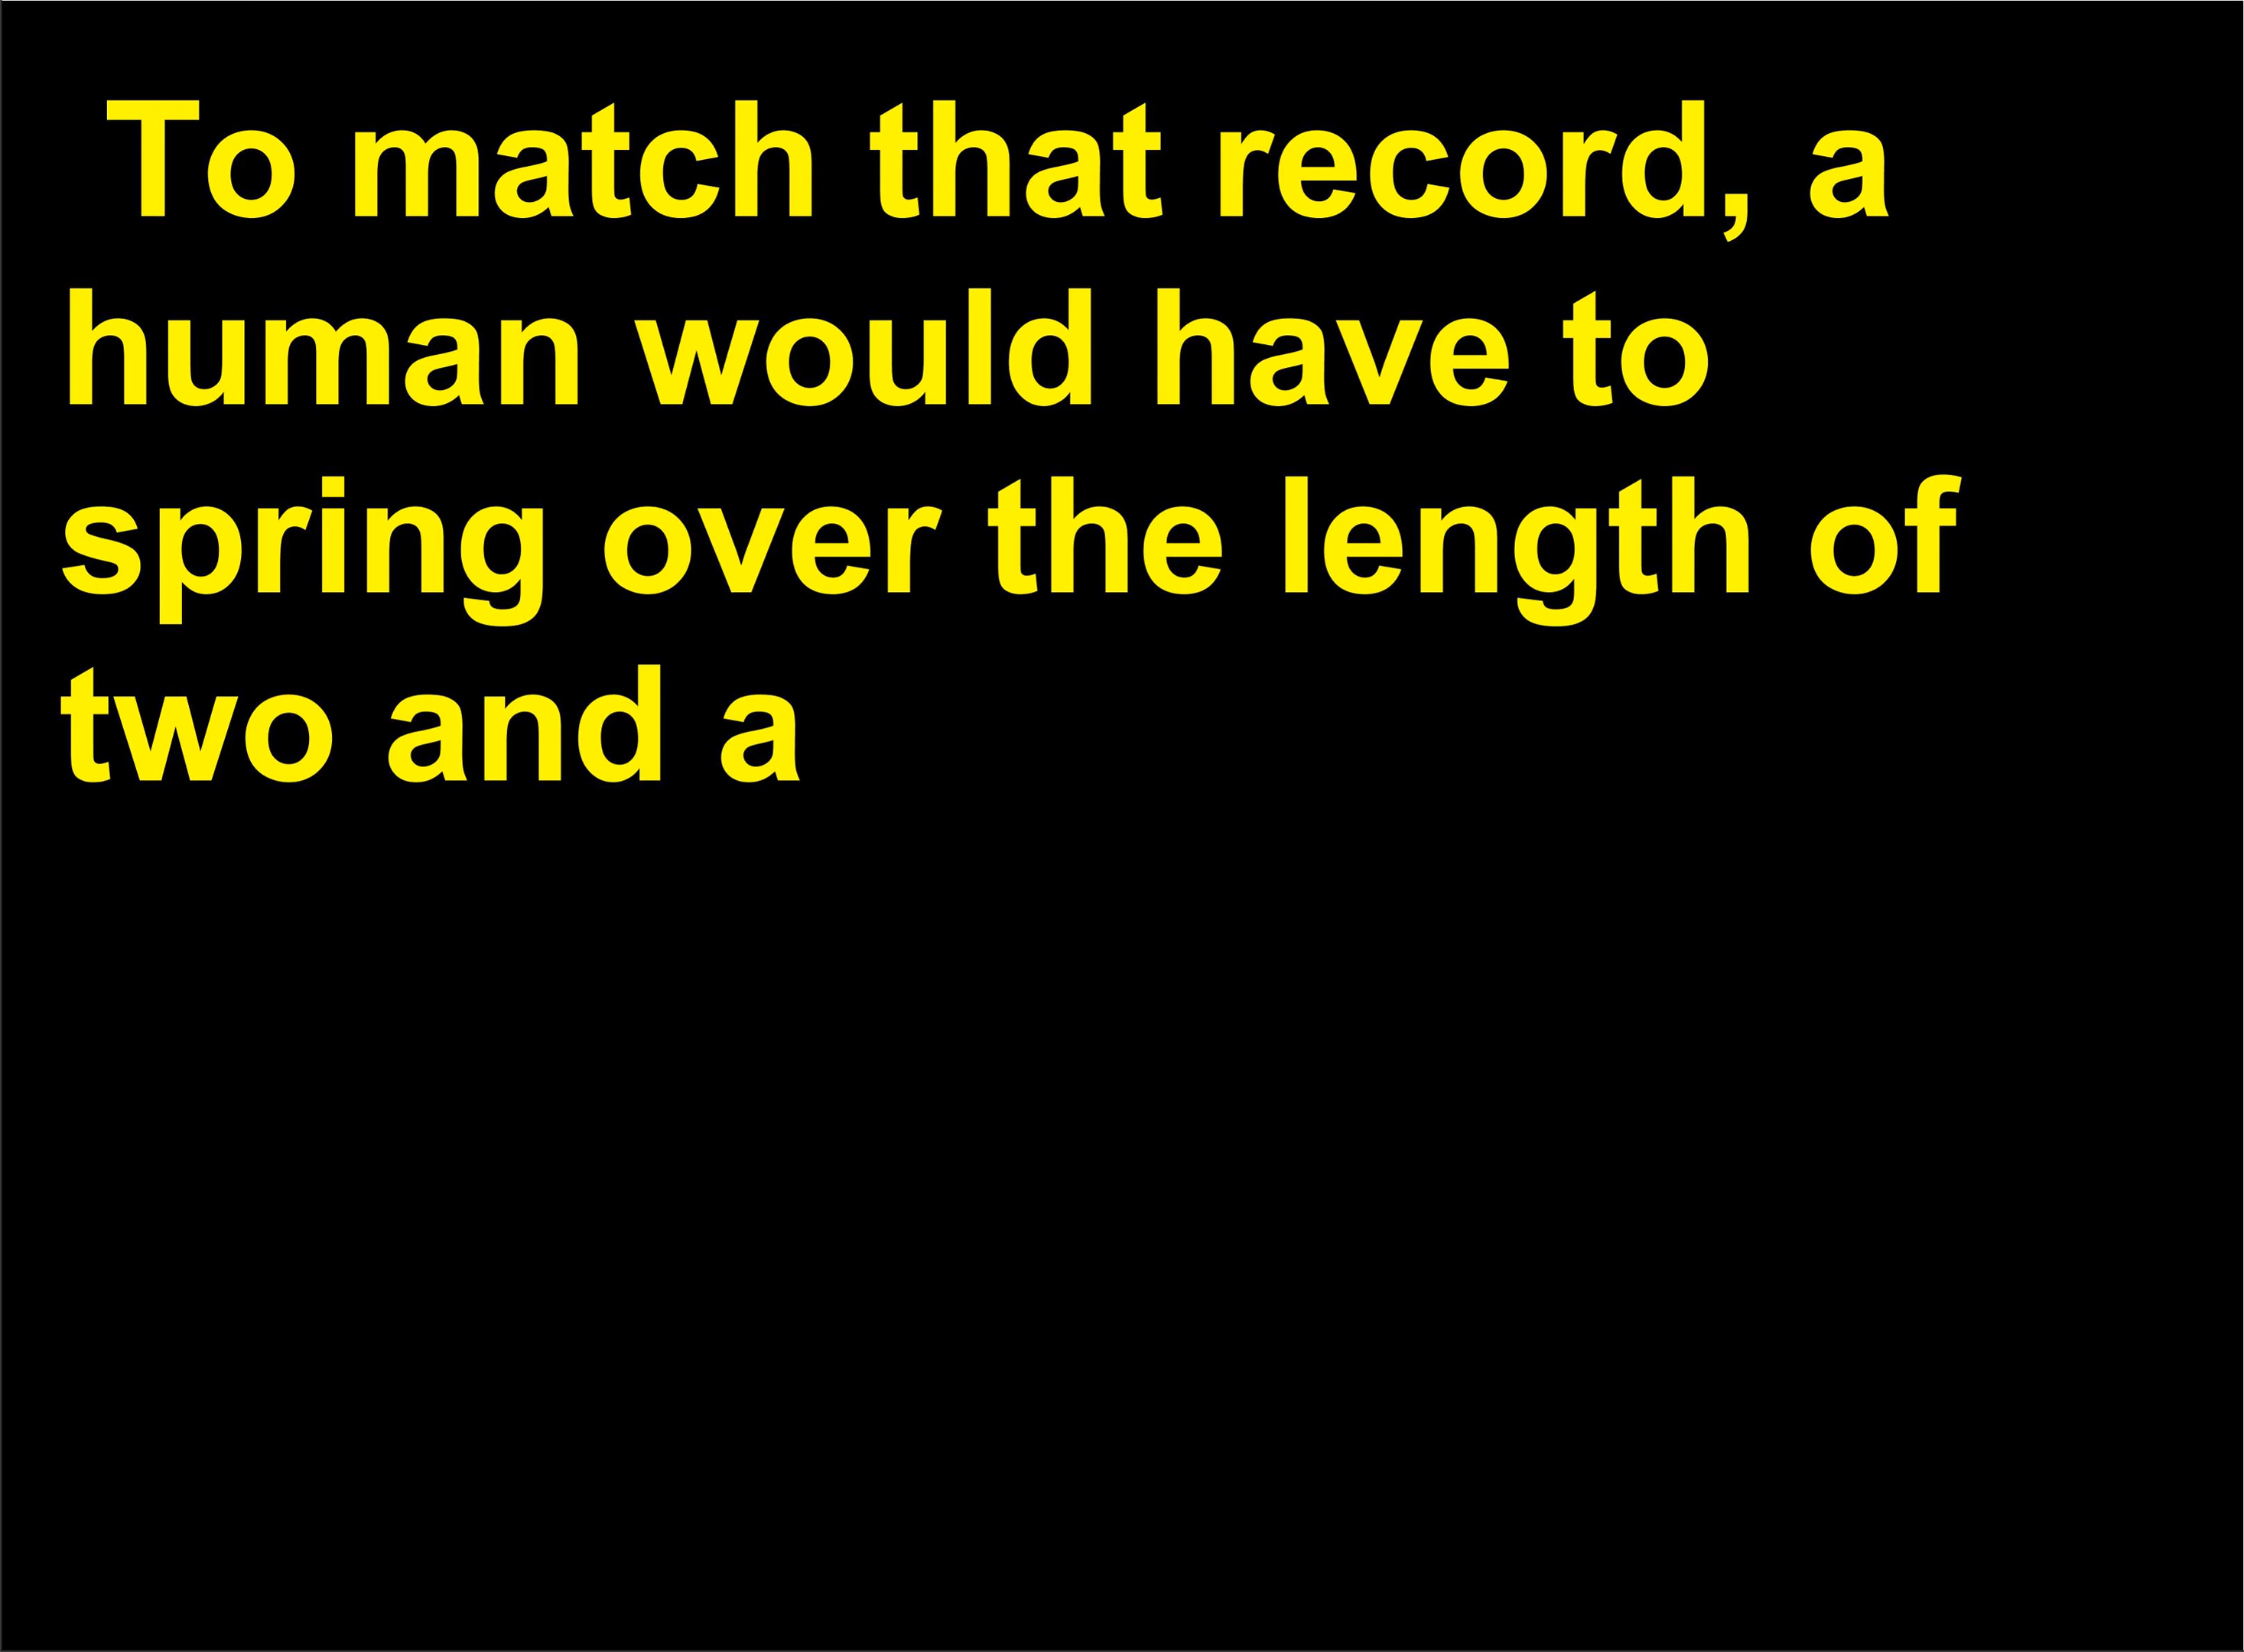 To match that record, a
human would have to
spring over the length of
two and a